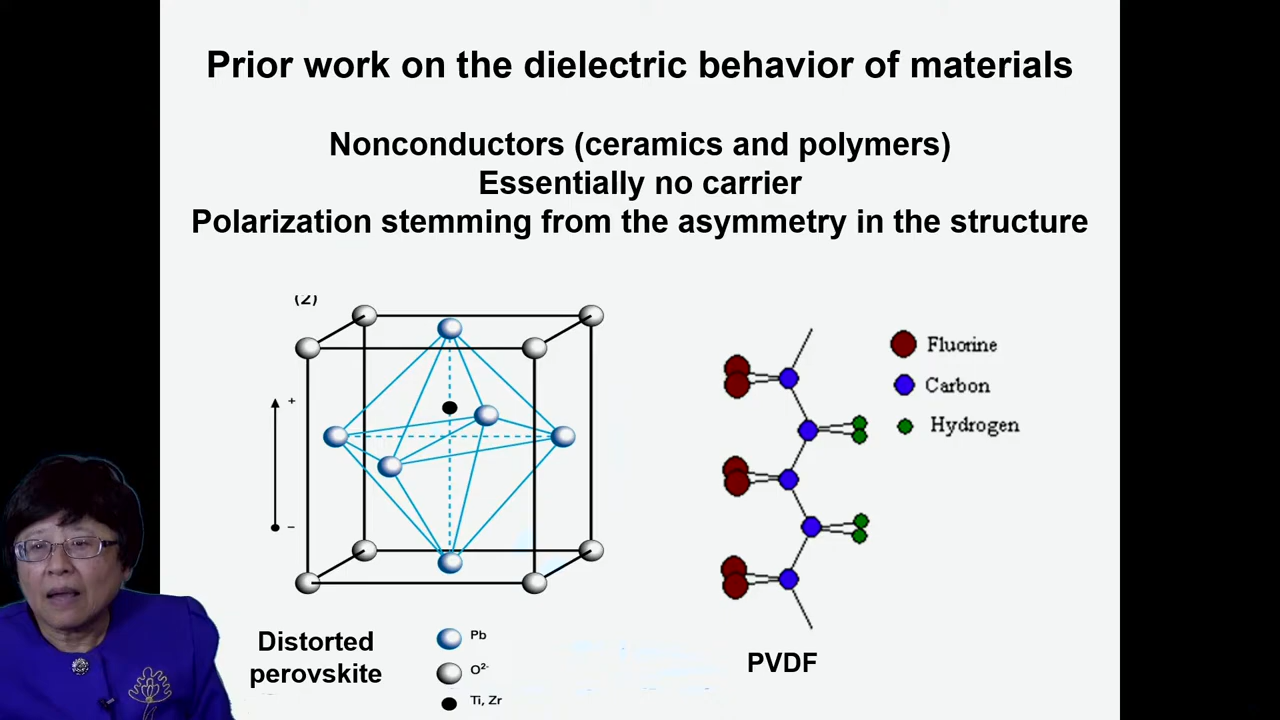 Prior work on the dielectric behavior of materials
Nonconductors (ceramics and polymers)
Essentially no carrier
Polarization stemming from the asymmetry in the structure
(2)
+
−
Distorted
perovskite
Pb
O²⁻
Ti, Zr
Fluorine
Carbon
Hydrogen
PVDF